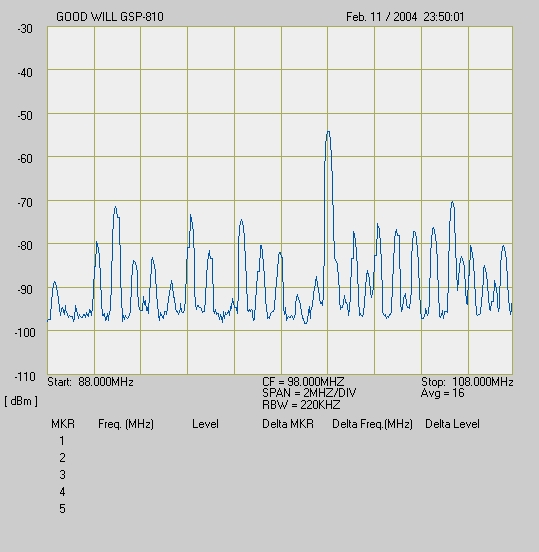 GOOD WILL GSP-810 Feb. 11 / 2004 23:50:01
-30
-40
-50
-60
-70
-80
-90
-100
-110
Start: 88.000MHz CF = 98.000MHZ Stop: 108.000MHz
[ dBm ] SPAN = 2MHZ/DIV Avg = 16
RBW = 220KHZ
MKR Freq. (MHz) Level Delta MKR Delta Freq.(MHz) Delta Level
1
2
3
4
5